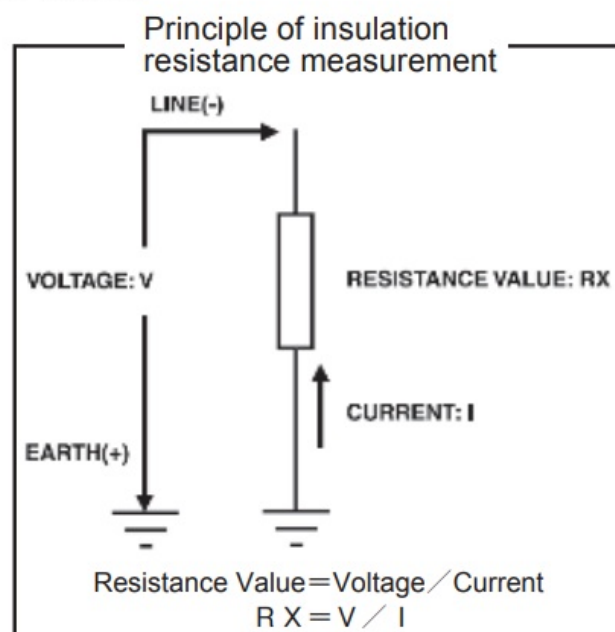 Principle of insulation
resistance measurement
LINE(-)
VOLTAGE: V
RESISTANCE VALUE: RX
CURRENT: I
EARTH(+)
Resistance Value=Voltage／Current
R X = V / I